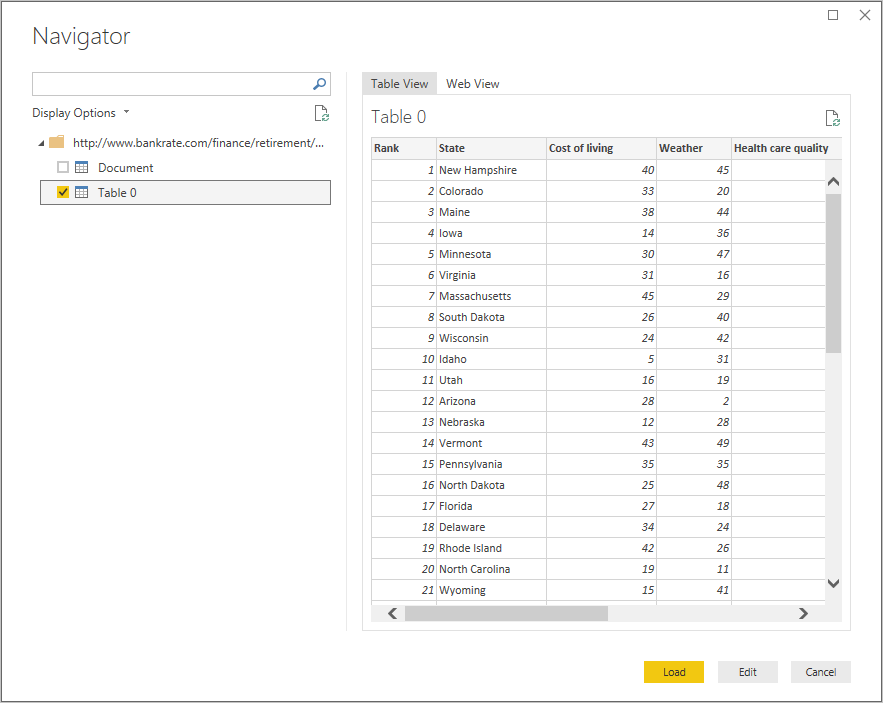 Navigator
Display Options
http://www.bankrate.com/finance/retirement/...
Document
Table 0
Table View Web View
Table 0
Rank State Cost of living Weather Health care quality
1 New Hampshire 40 45
2 Colorado 33 20
3 Maine 38 44
4 Iowa 14 36
5 Minnesota 30 47
6 Virginia 31 16
7 Massachusetts 45 29
8 South Dakota 26 40
9 Wisconsin 24 42
10 Idaho 5 31
11 Utah 16 19
12 Arizona 28 2
13 Nebraska 12 28
14 Vermont 43 49
15 Pennsylvania 35 35
16 North Dakota 25 48
17 Florida 27 18
18 Delaware 34 24
19 Rhode Island 42 26
20 North Carolina 19 11
21 Wyoming 15 41
Load Edit Cancel